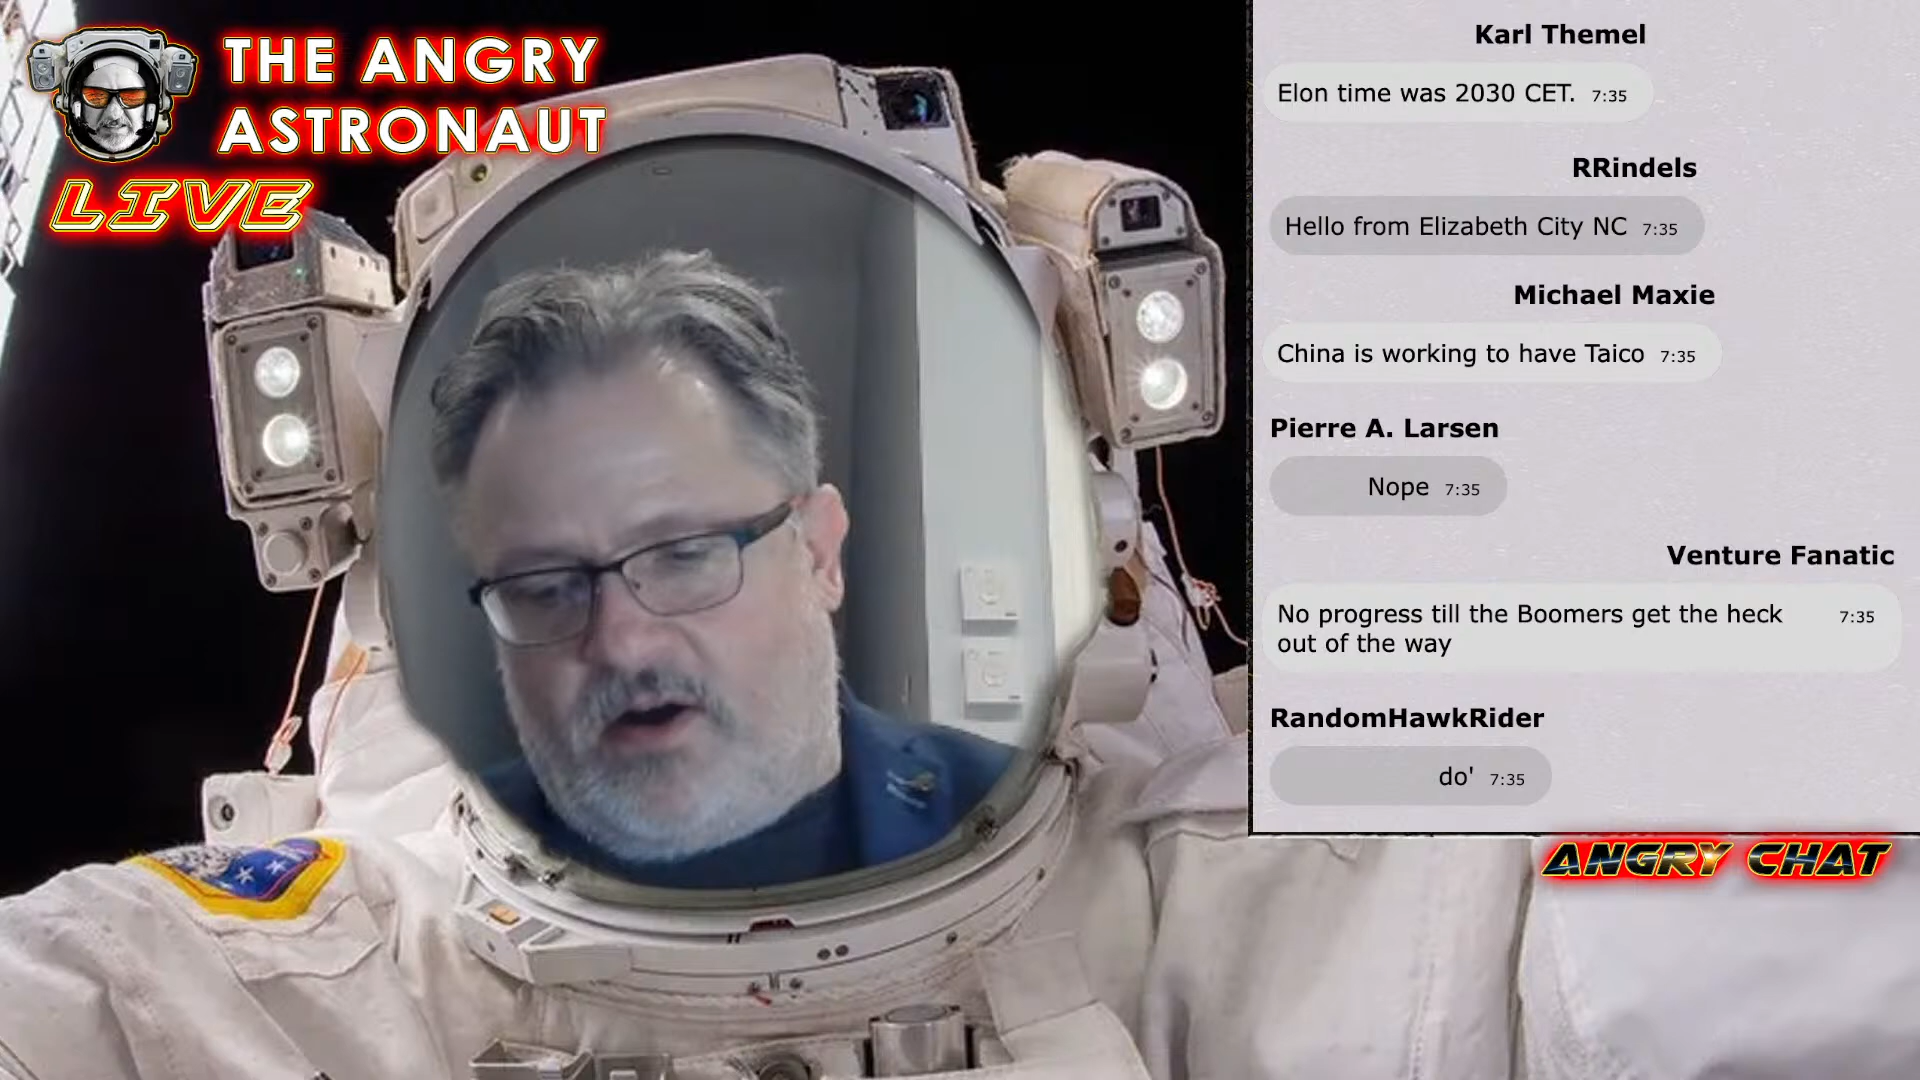 THE ANGRY
ASTRONAUT
LIVE
Karl Themel
Elon time was 2030 CET. 7:35
RRindels
Hello from Elizabeth City NC 7:35
Michael Maxie
China is working to have Taico 7:35
Pierre A. Larsen
Nope 7:35
Venture Fanatic
No progress till the Boomers get the heck 7:35
out of the way
RandomHawkRider
do' 7:35
ANGRY CHAT